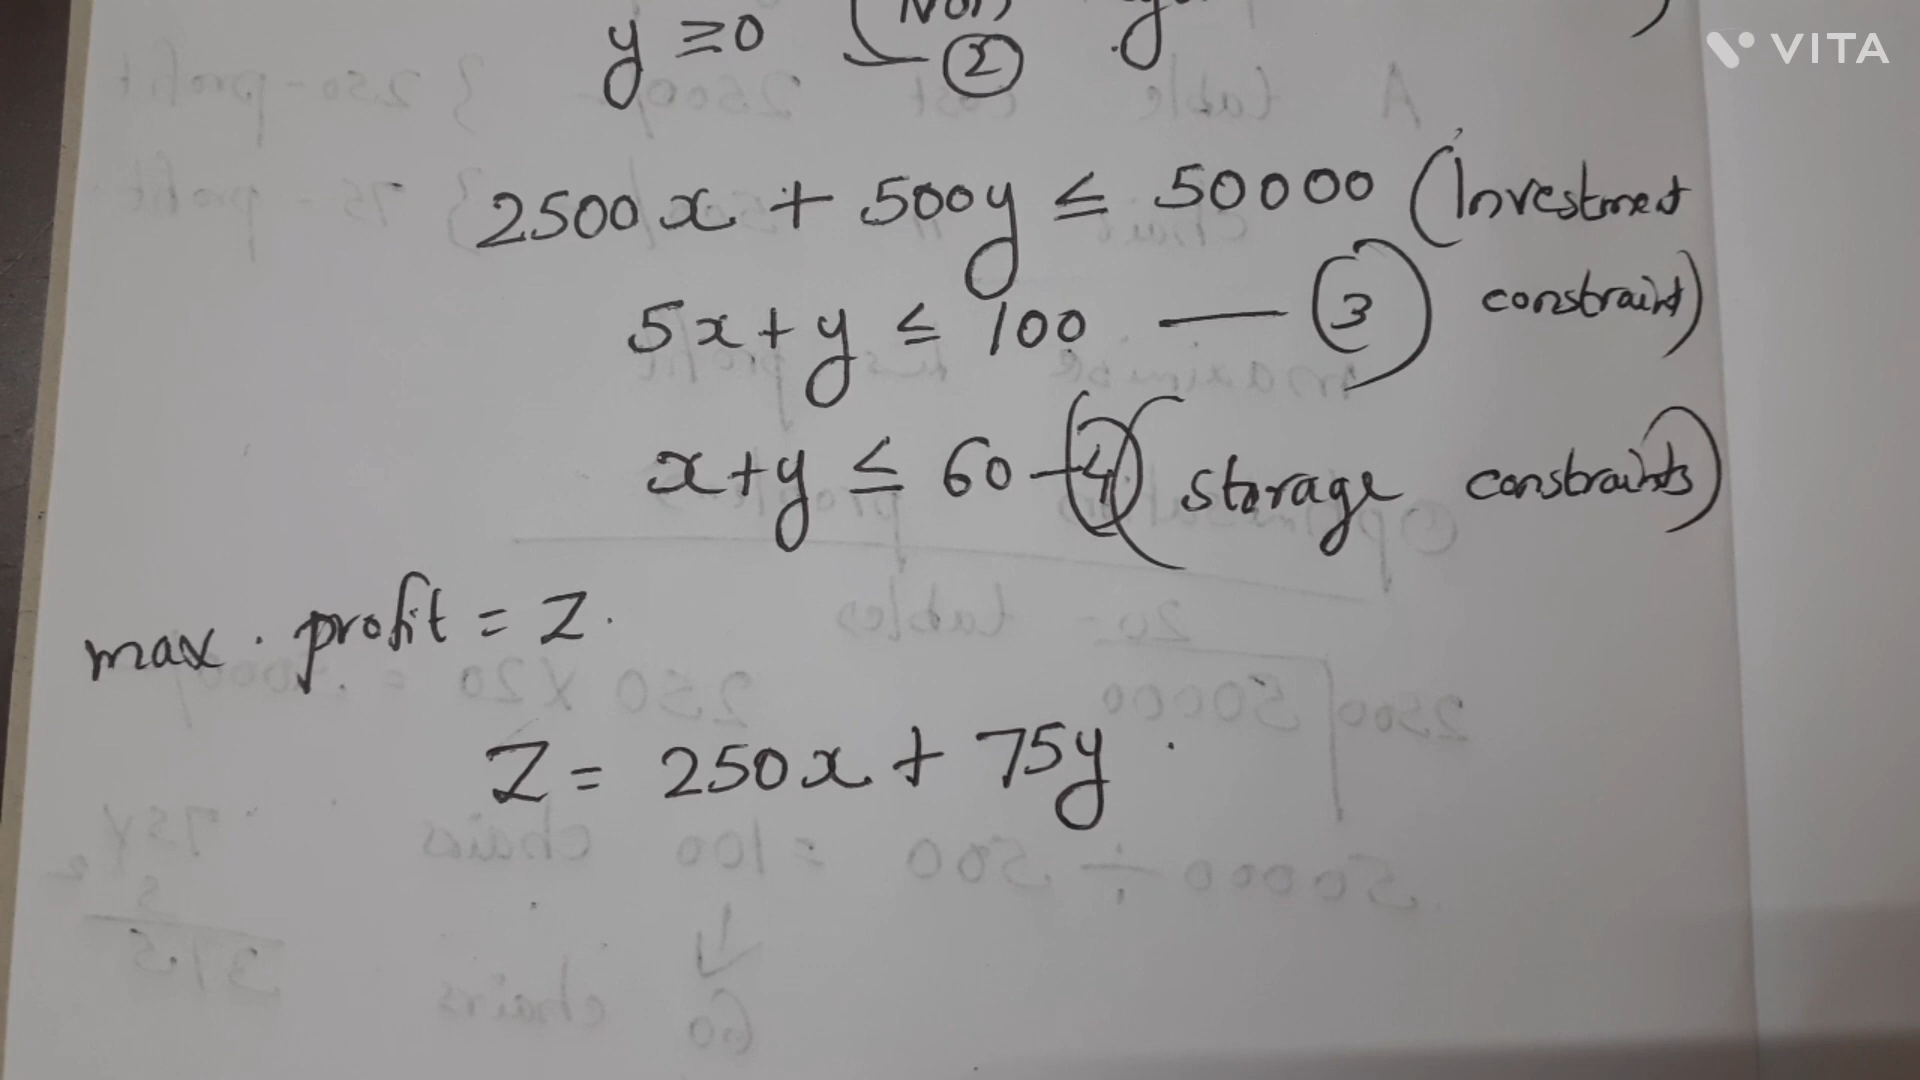 y ≥ 0 (Non
②
VITA
2500x + 500y ≤ 50000 (Investment
5x + y ≤ 100 — ③ constraint)
x + y ≤ 60 — ④ (storage constraints)
max. profit = Z.
Z = 250x + 75y.